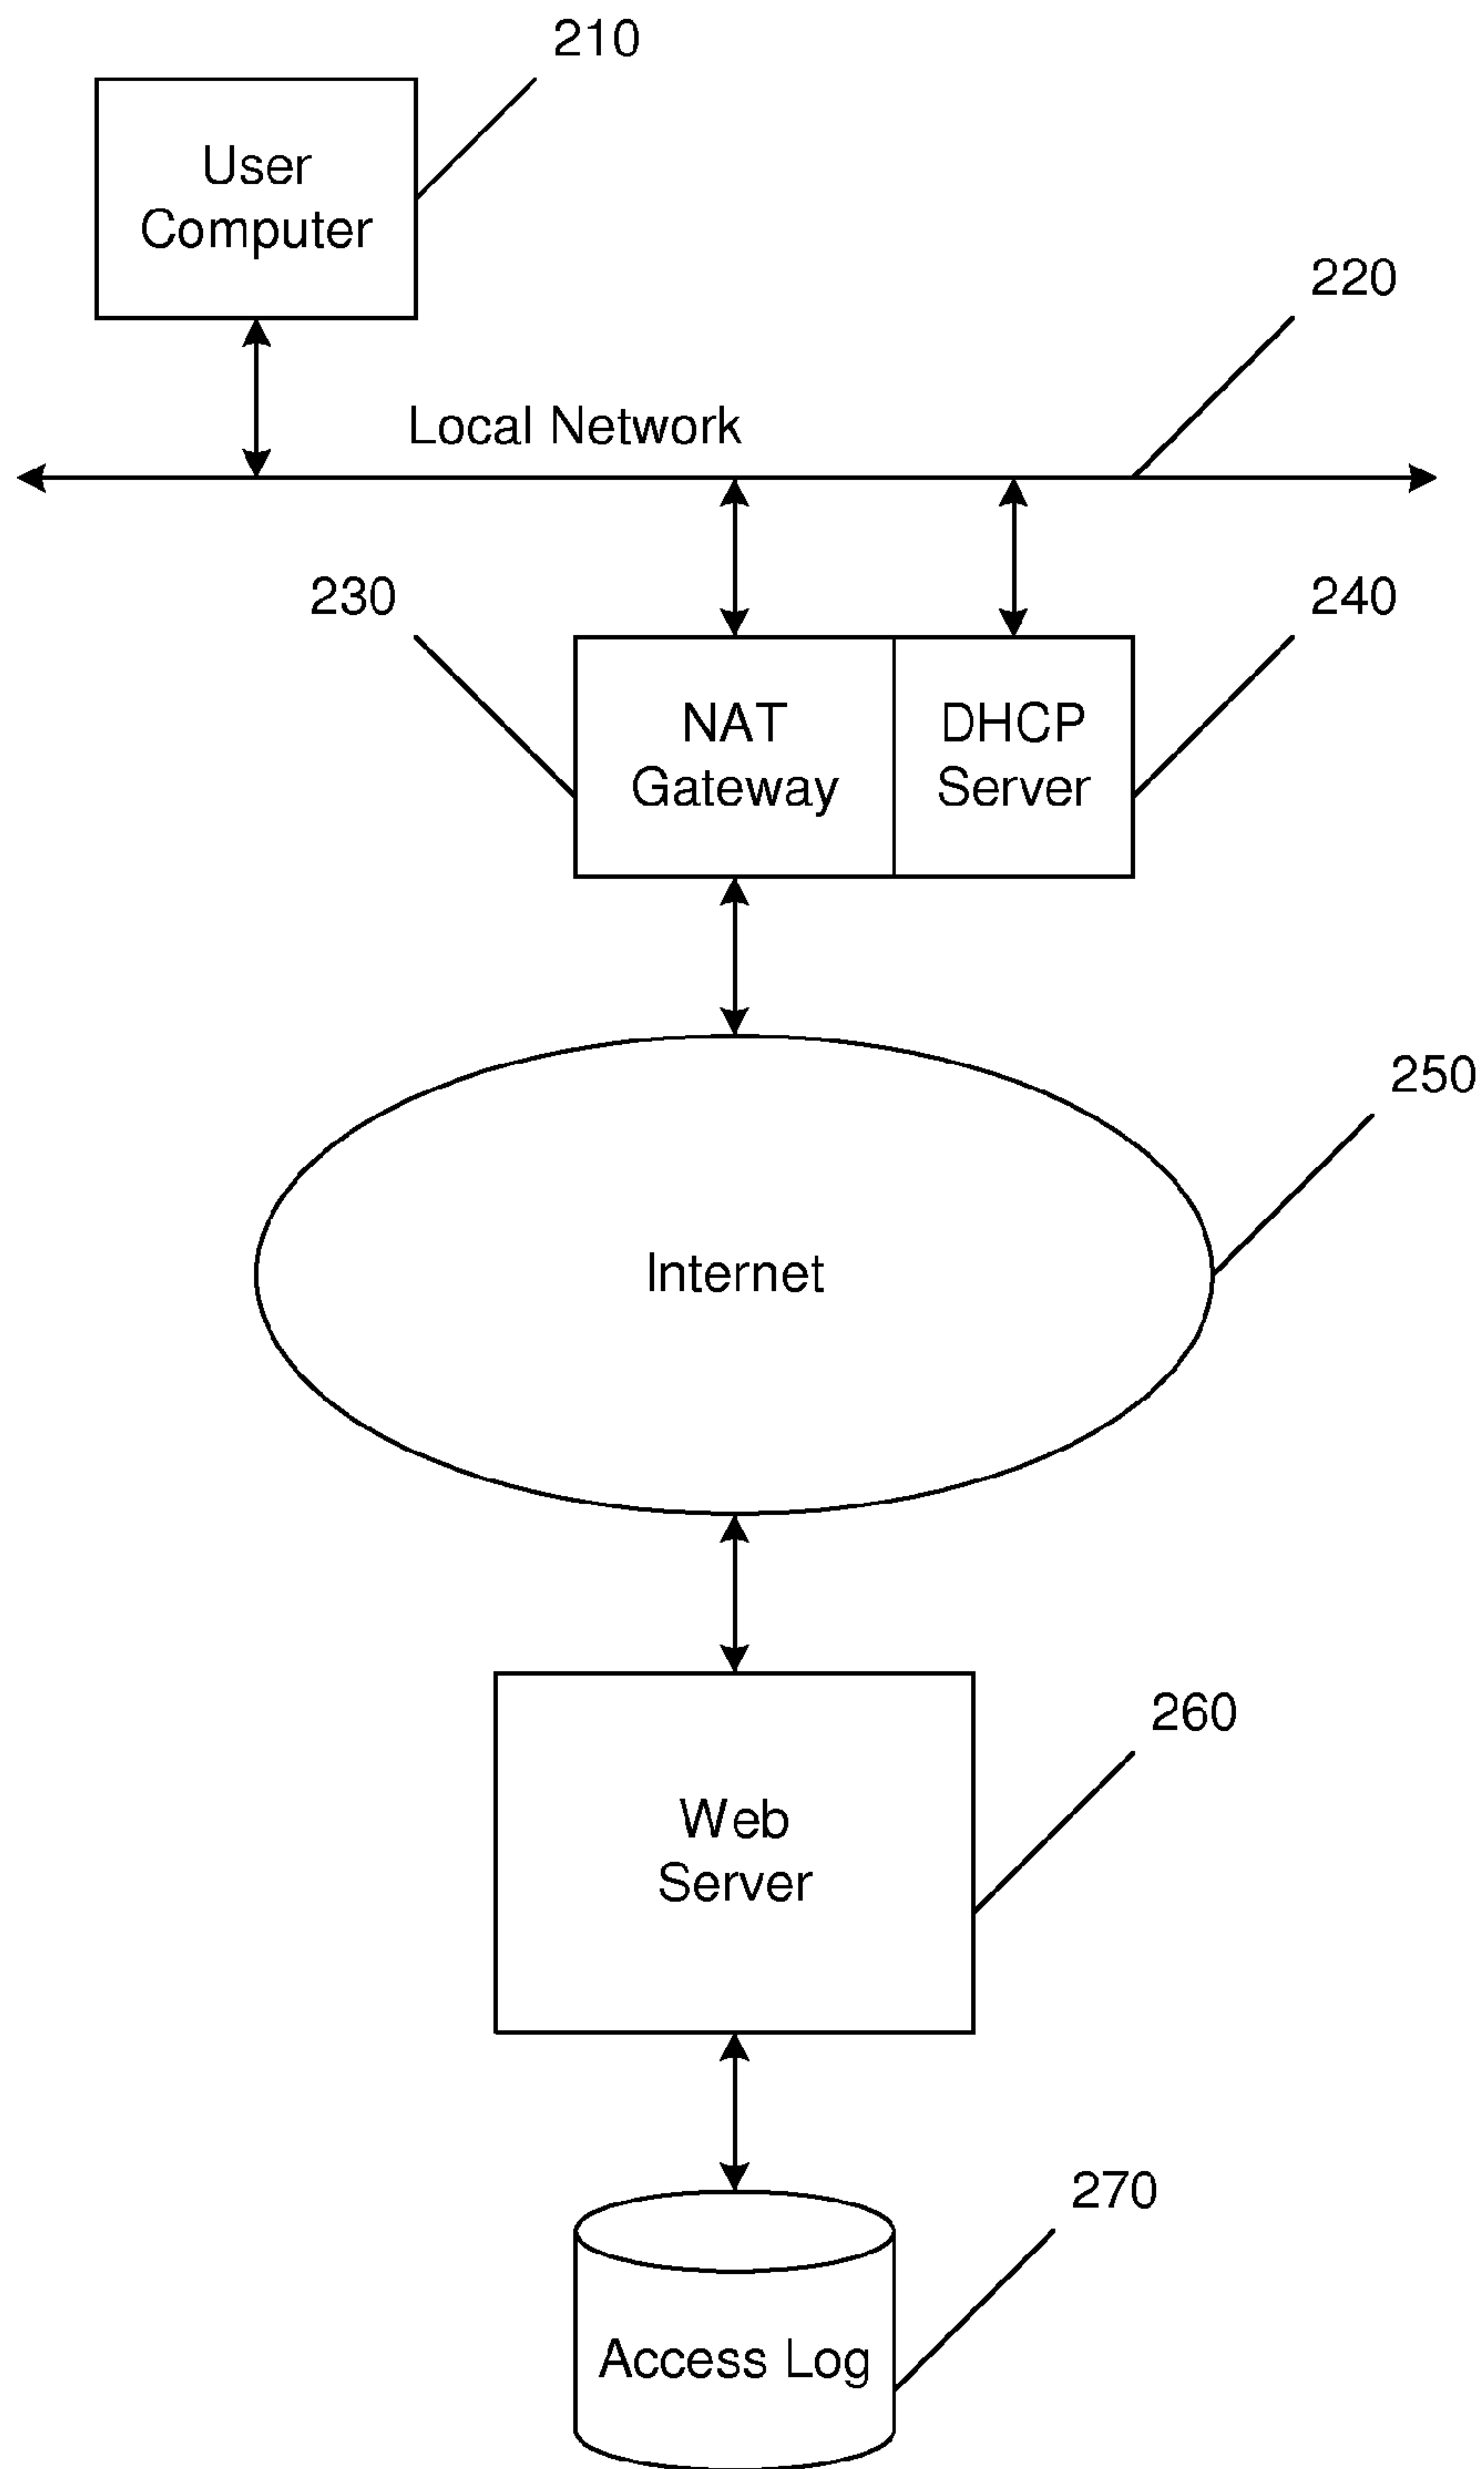 210
User
Computer
220
Local Network
230
240
NAT
Gateway
DHCP
Server
250
Internet
260
Web
Server
270
Access Log